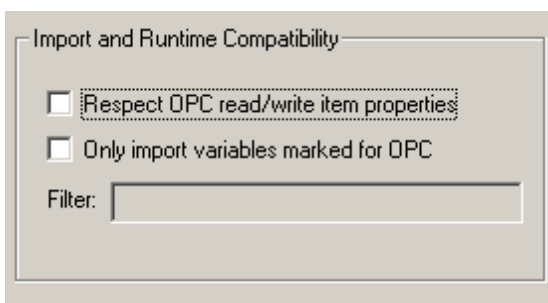 Import and Runtime Compatibility
Respect OPC read/write item properties
Only import variables marked for OPC
Filter: